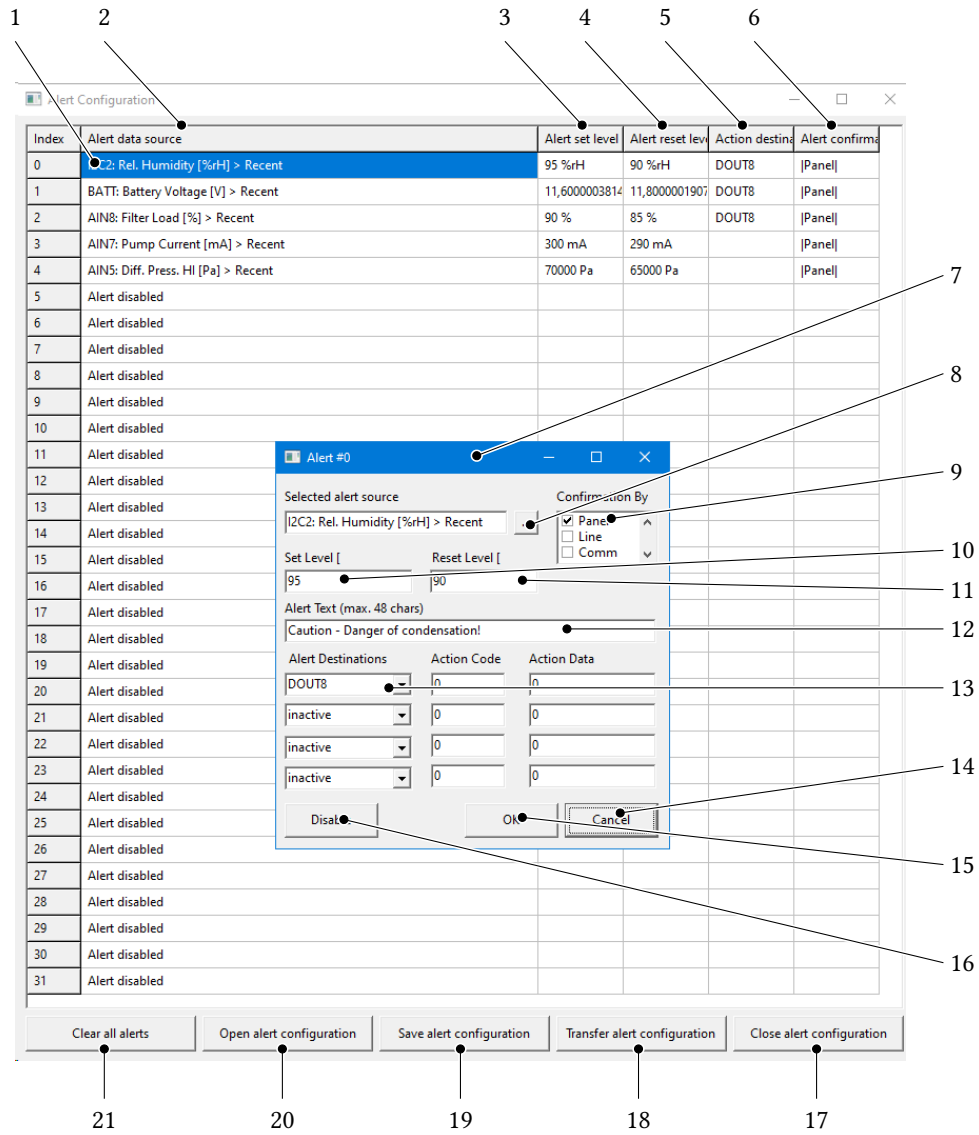 1 2 3 4 5 6
Alert Configuration
Index Alert data source Alert set level Alert reset leve Action destina Alert confirma
0 I2C2: Rel. Humidity [%rH] > Recent 95 %rH 90 %rH DOUT8 |Panel|
1 BATT: Battery Voltage [V] > Recent 11,6000003814 11,8000001907 DOUT8 |Panel|
2 AIN8: Filter Load [%] > Recent 90 % 85 % DOUT8 |Panel|
3 AIN7: Pump Current [mA] > Recent 300 mA 290 mA |Panel|
4 AIN5: Diff. Press. HI [Pa] > Recent 70000 Pa 65000 Pa |Panel|
7
5 Alert disabled
6 Alert disabled
7 Alert disabled
8 Alert disabled
8
9 Alert disabled
10 Alert disabled
11 Alert disabled
12 Alert disabled
13 Alert disabled
14 Alert disabled
15 Alert disabled
16 Alert disabled
17 Alert disabled
18 Alert disabled
19 Alert disabled
20 Alert disabled
21 Alert disabled
22 Alert disabled
23 Alert disabled
24 Alert disabled
25 Alert disabled
26 Alert disabled
27 Alert disabled
28 Alert disabled
29 Alert disabled
30 Alert disabled
31 Alert disabled
Alert #0
Selected alert source Confirmation By
I2C2: Rel. Humidity [%rH] > Recent Panel
Line
Comm
Set Level [ Reset Level [
95 90
Alert Text (max. 48 chars)
Caution - Danger of condensation!
Alert Destinations Action Code Action Data
DOUT8 0 0
inactive 0 0
inactive 0 0
inactive 0 0
Disable OK Cancel
9
10
11
12
13
14
15
16
Clear all alerts Open alert configuration Save alert configuration Transfer alert configuration Close alert configuration
21 20 19 18 17